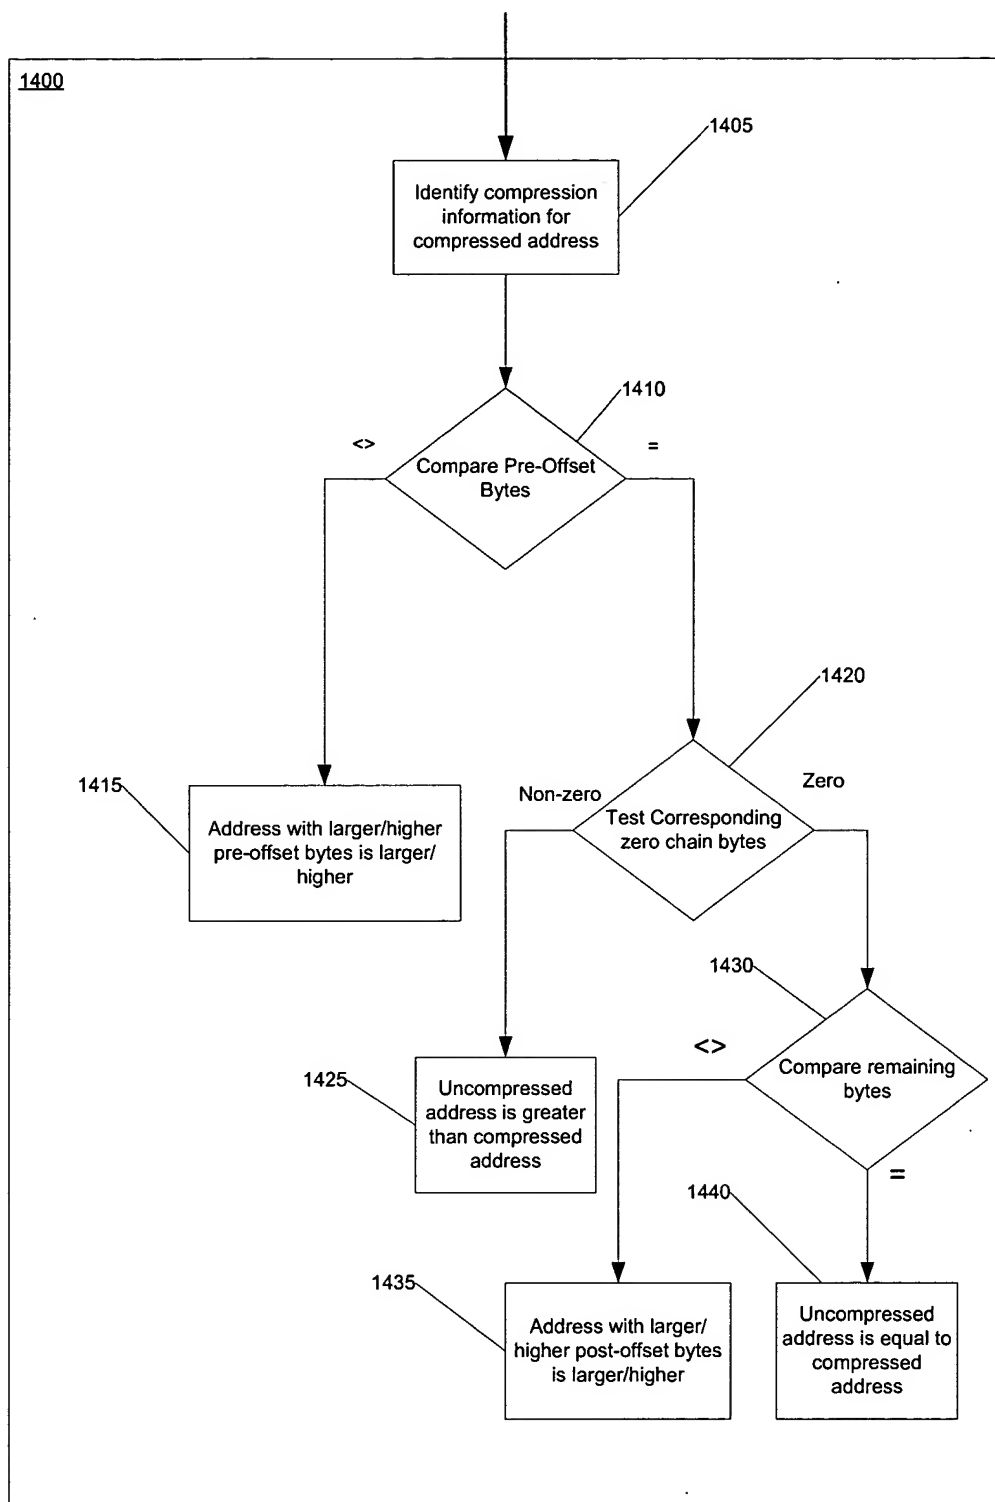 1400
1405
Identify compression
information for
compressed address
1410
<>
=
Compare Pre-Offset
Bytes
1420
1415
Non-zero
Zero
Address with larger/higher
pre-offset bytes is larger/
higher
Test Corresponding
zero chain bytes
1430
<>
Compare remaining
bytes
1425
Uncompressed
address is greater
than compressed
address
=
1440
1435
Address with larger/
higher post-offset bytes
is larger/higher
Uncompressed
address is equal to
compressed
address